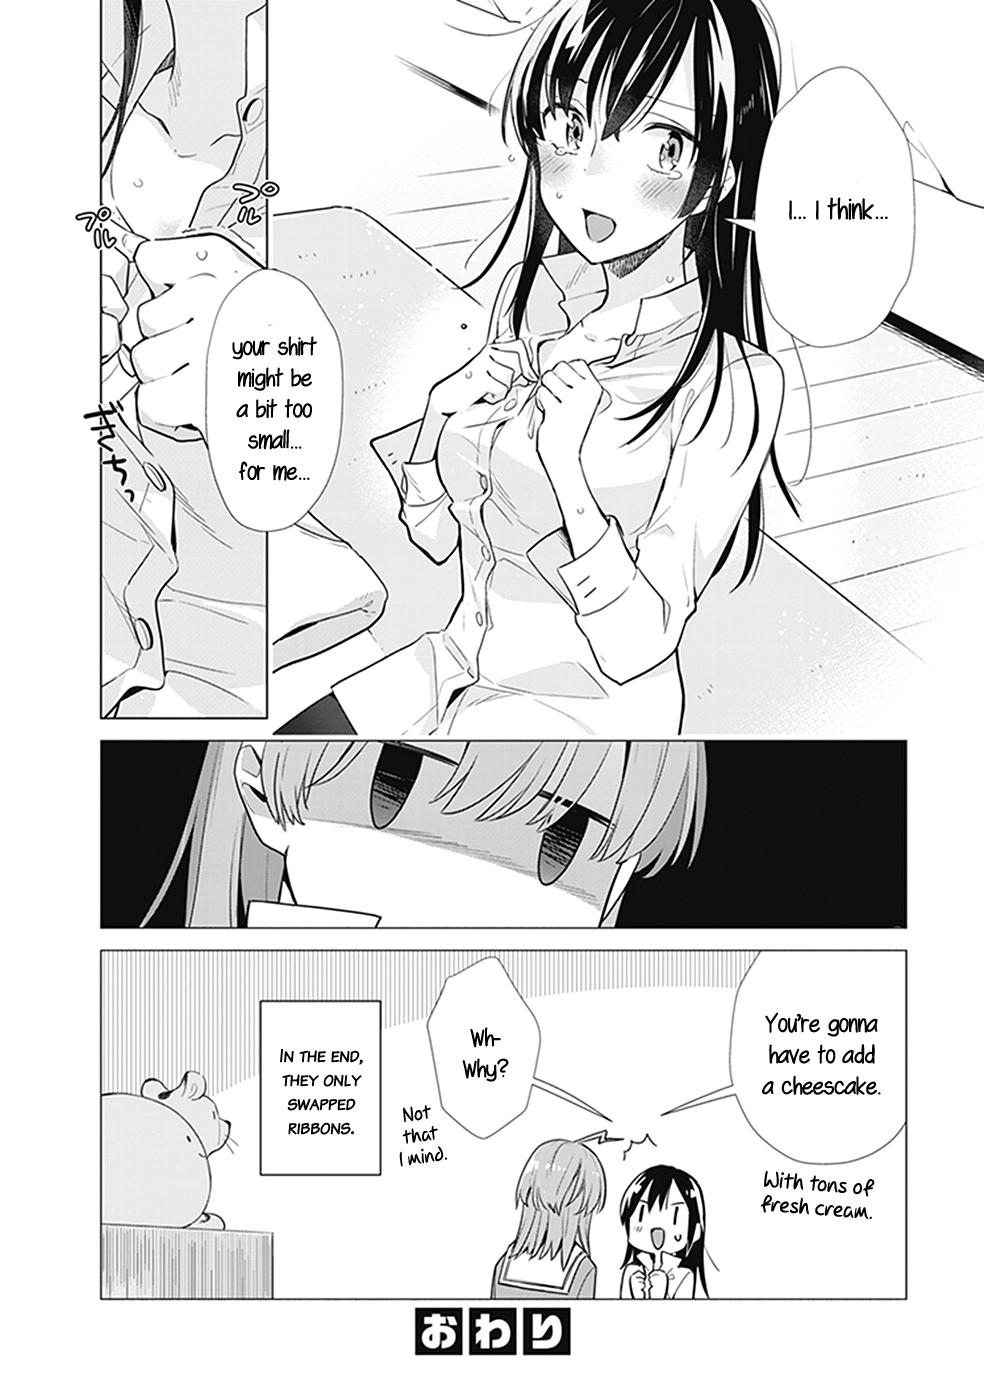 I... I think...
プル
プル
your shirt
might be
a bit too
small...
for me...
ぎちっ
You're gonna
have to add
a cheescake.
With tons of
fresh cream.
Wh-
Why?
Not
that
I mind.
IN THE END,
THEY ONLY
SWAPPED
RIBBONS.
おわり